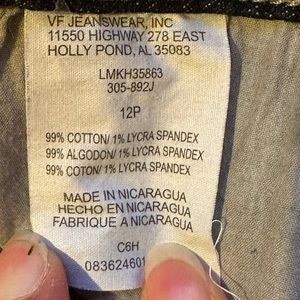 VF JEANSWEAR, INC
11550 HIGHWAY 278 EAST
HOLLY POND, AL 35083
LMKH35863
305-892J
12P
99% COTTON/ 1% LYCRA SPANDEX
99% ALGODON/ 1% LYCRA SPANDEX
99% COTON/ 1% LYCRA SPANDEX
MADE IN NICARAGUA
HECHO EN NICARAGUA
FABRIQUE A NICARAGUA
C6H
083624601